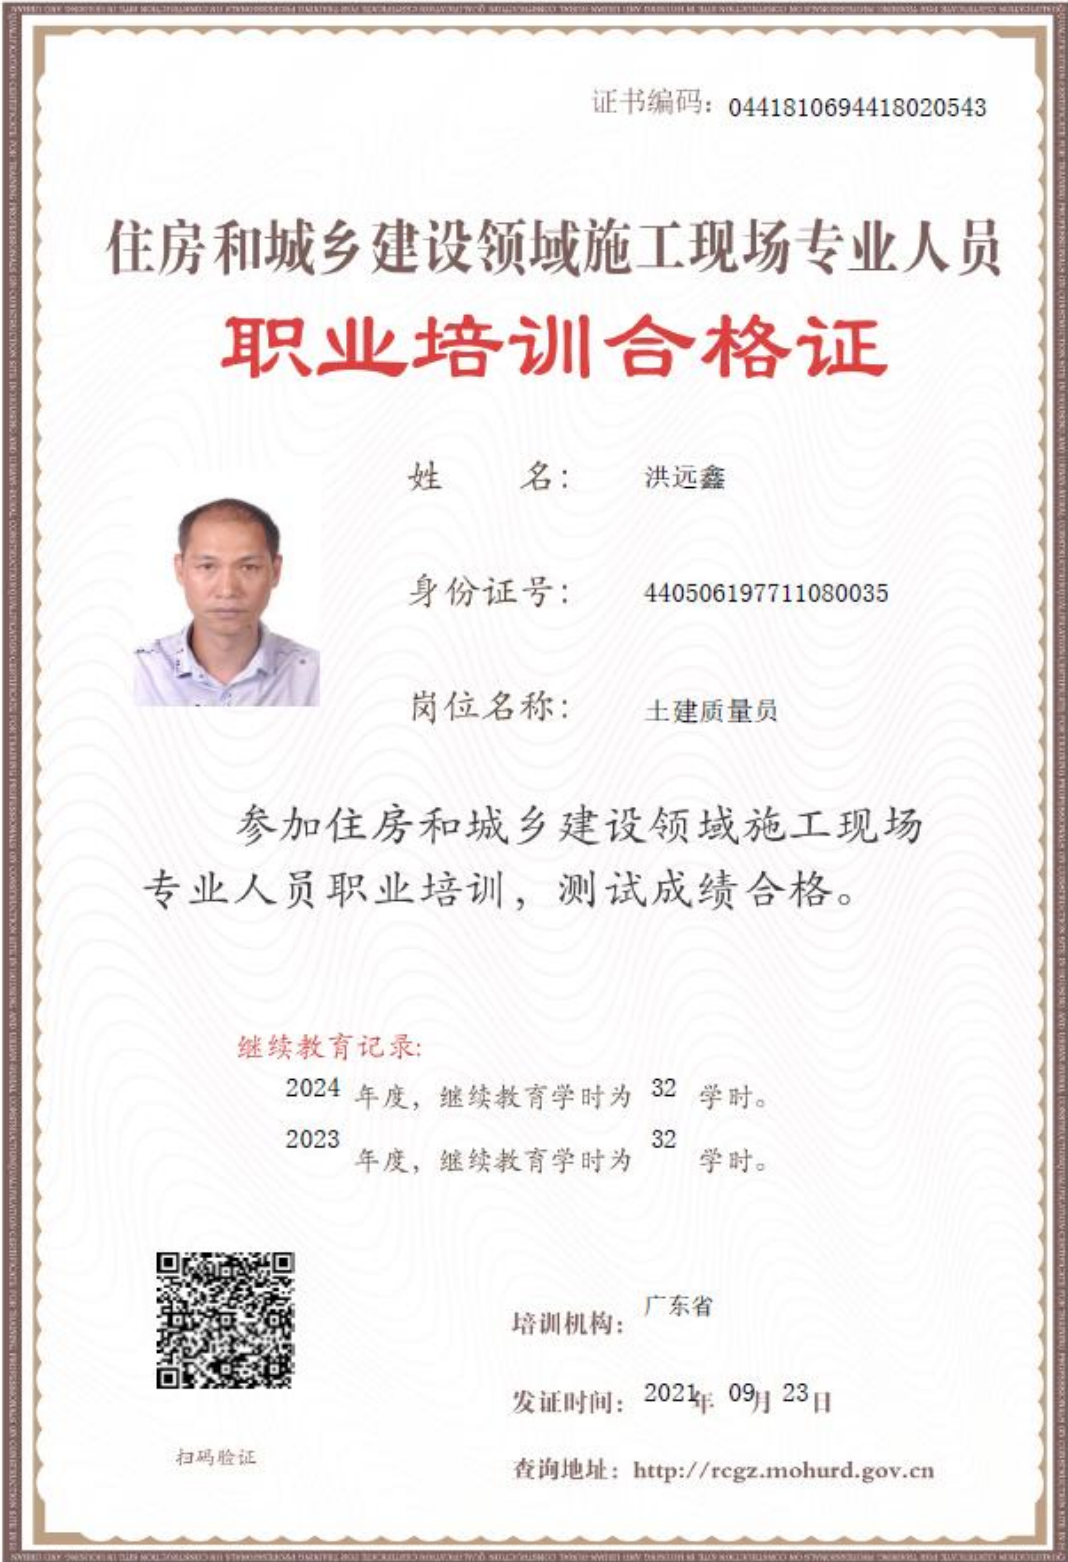 证书编码：0441810694418020543
住房和城乡建设领域施工现场专业人员
职业培训合格证
姓　　名：洪远鑫
身份证号：440506197711080035
岗位名称：土建质量员
参加住房和城乡建设领域施工现场
专业人员职业培训，测试成绩合格。
继续教育记录:
2024 年度，继续教育学时为 32 学时。
2023 年度，继续教育学时为 32 学时。
培训机构：广东省
发证时间：2021年 09月 23日
扫码验证
查询地址：http://rcgz.mohurd.gov.cn